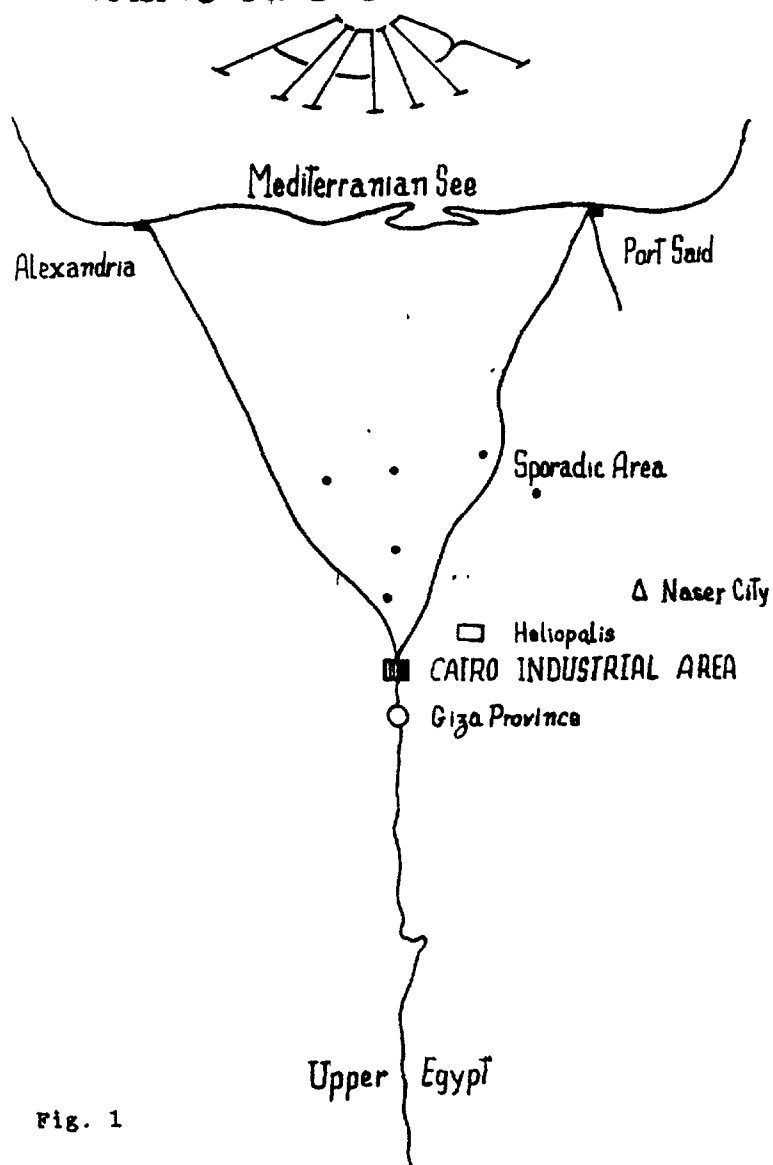 Mediterranian See
Alexandria
Port Said
Sporadic Area
Δ Naser City
Heliopolis
CAIRO INDUSTRIAL AREA
Giza Province
Upper Egypt
Fig. 1